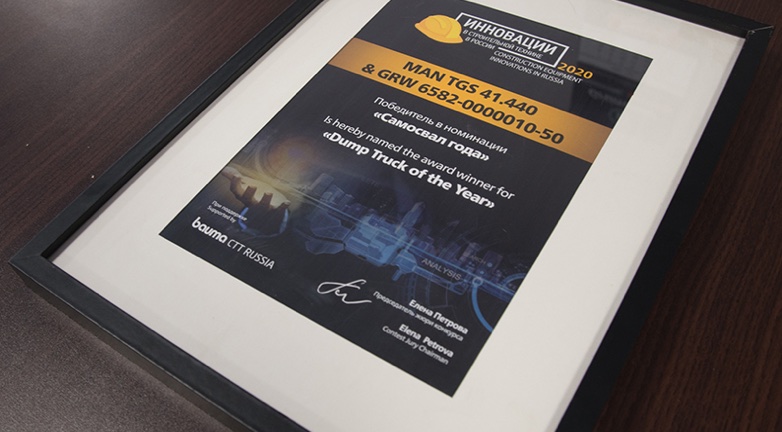 ИННОВАЦИИ
В СТРОИТЕЛЬНОЙ ТЕХНИКЕ
В РОССИИ
2020
CONSTRUCTION EQUIPMENT
INNOVATIONS IN RUSSIA
MAN TGS 41.440
& GRW 6582-0000010-50
Победитель в номинации
«Самосвал года»
Is hereby named the award winner for
«Dump Truck of the Year»
При поддержке
Supported by
bauma CTT RUSSIA
ANALYSIS
Елена Петрова
Председатель жюри конкурса
Elena Petrova
Contest Jury Chairman